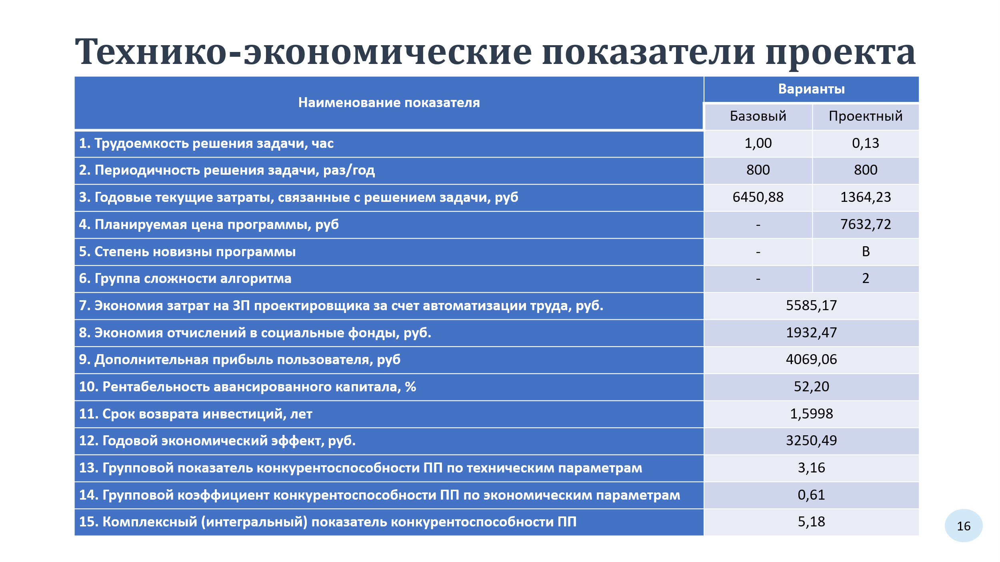 Технико-экономические показатели проекта
Наименование показателя
Варианты
Базовый
Проектный
1. Трудоемкость решения задачи, час
1,00
0,13
2. Периодичность решения задачи, раз/год
800
800
3. Годовые текущие затраты, связанные с решением задачи, руб
6450,88
1364,23
4. Планируемая цена программы, руб
-
7632,72
5. Степень новизны программы
-
В
6. Группа сложности алгоритма
-
2
7. Экономия затрат на ЗП проектировщика за счет автоматизации труда, руб.
5585,17
8. Экономия отчислений в социальные фонды, руб.
1932,47
9. Дополнительная прибыль пользователя, руб
4069,06
10. Рентабельность авансированного капитала, %
52,20
11. Срок возврата инвестиций, лет
1,5998
12. Годовой экономический эффект, руб.
3250,49
13. Групповой показатель конкурентоспособности ПП по техническим параметрам
3,16
14. Групповой коэффициент конкурентоспособности ПП по экономическим параметрам
0,61
15. Комплексный (интегральный) показатель конкурентоспособности ПП
5,18
16